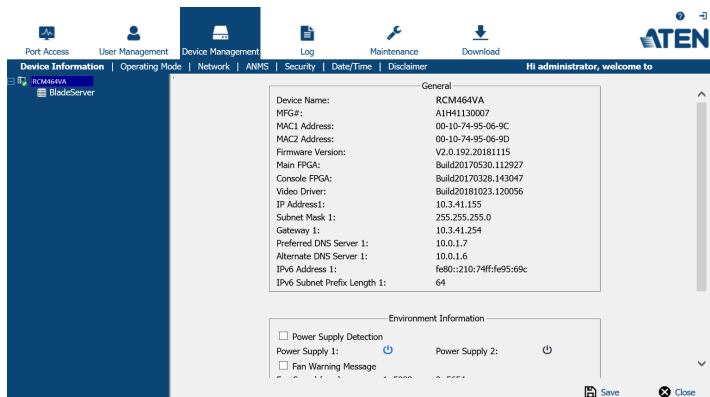 ATEN
Port Access User Management Device Management Log Maintenance Download
Device Information | Operating Mode | Network | ANMS | Security | Date/Time | Disclaimer Hi administrator, welcome to
RCM464VA
BladeServer
General
Device Name: RCM464VA
MFG#: A1H41130007
MAC1 Address: 00-10-74-95-06-9C
MAC2 Address: 00-10-74-95-06-9D
Firmware Version: V2.0.192.20181115
Main FPGA: Build20170530.112927
Console FPGA: Build20170328.143047
Video Driver: Build20181023.120056
IP Address1: 10.3.41.155
Subnet Mask 1: 255.255.255.0
Gateway 1: 10.3.41.254
Preferred DNS Server 1: 10.0.1.7
Alternate DNS Server 1: 10.0.1.6
IPv6 Address 1: fe80::210:74ff:fe95:69c
IPv6 Subnet Prefix Length 1: 64
Environment Information
Power Supply Detection
Power Supply 1: Power Supply 2:
Fan Warning Message
Save Close